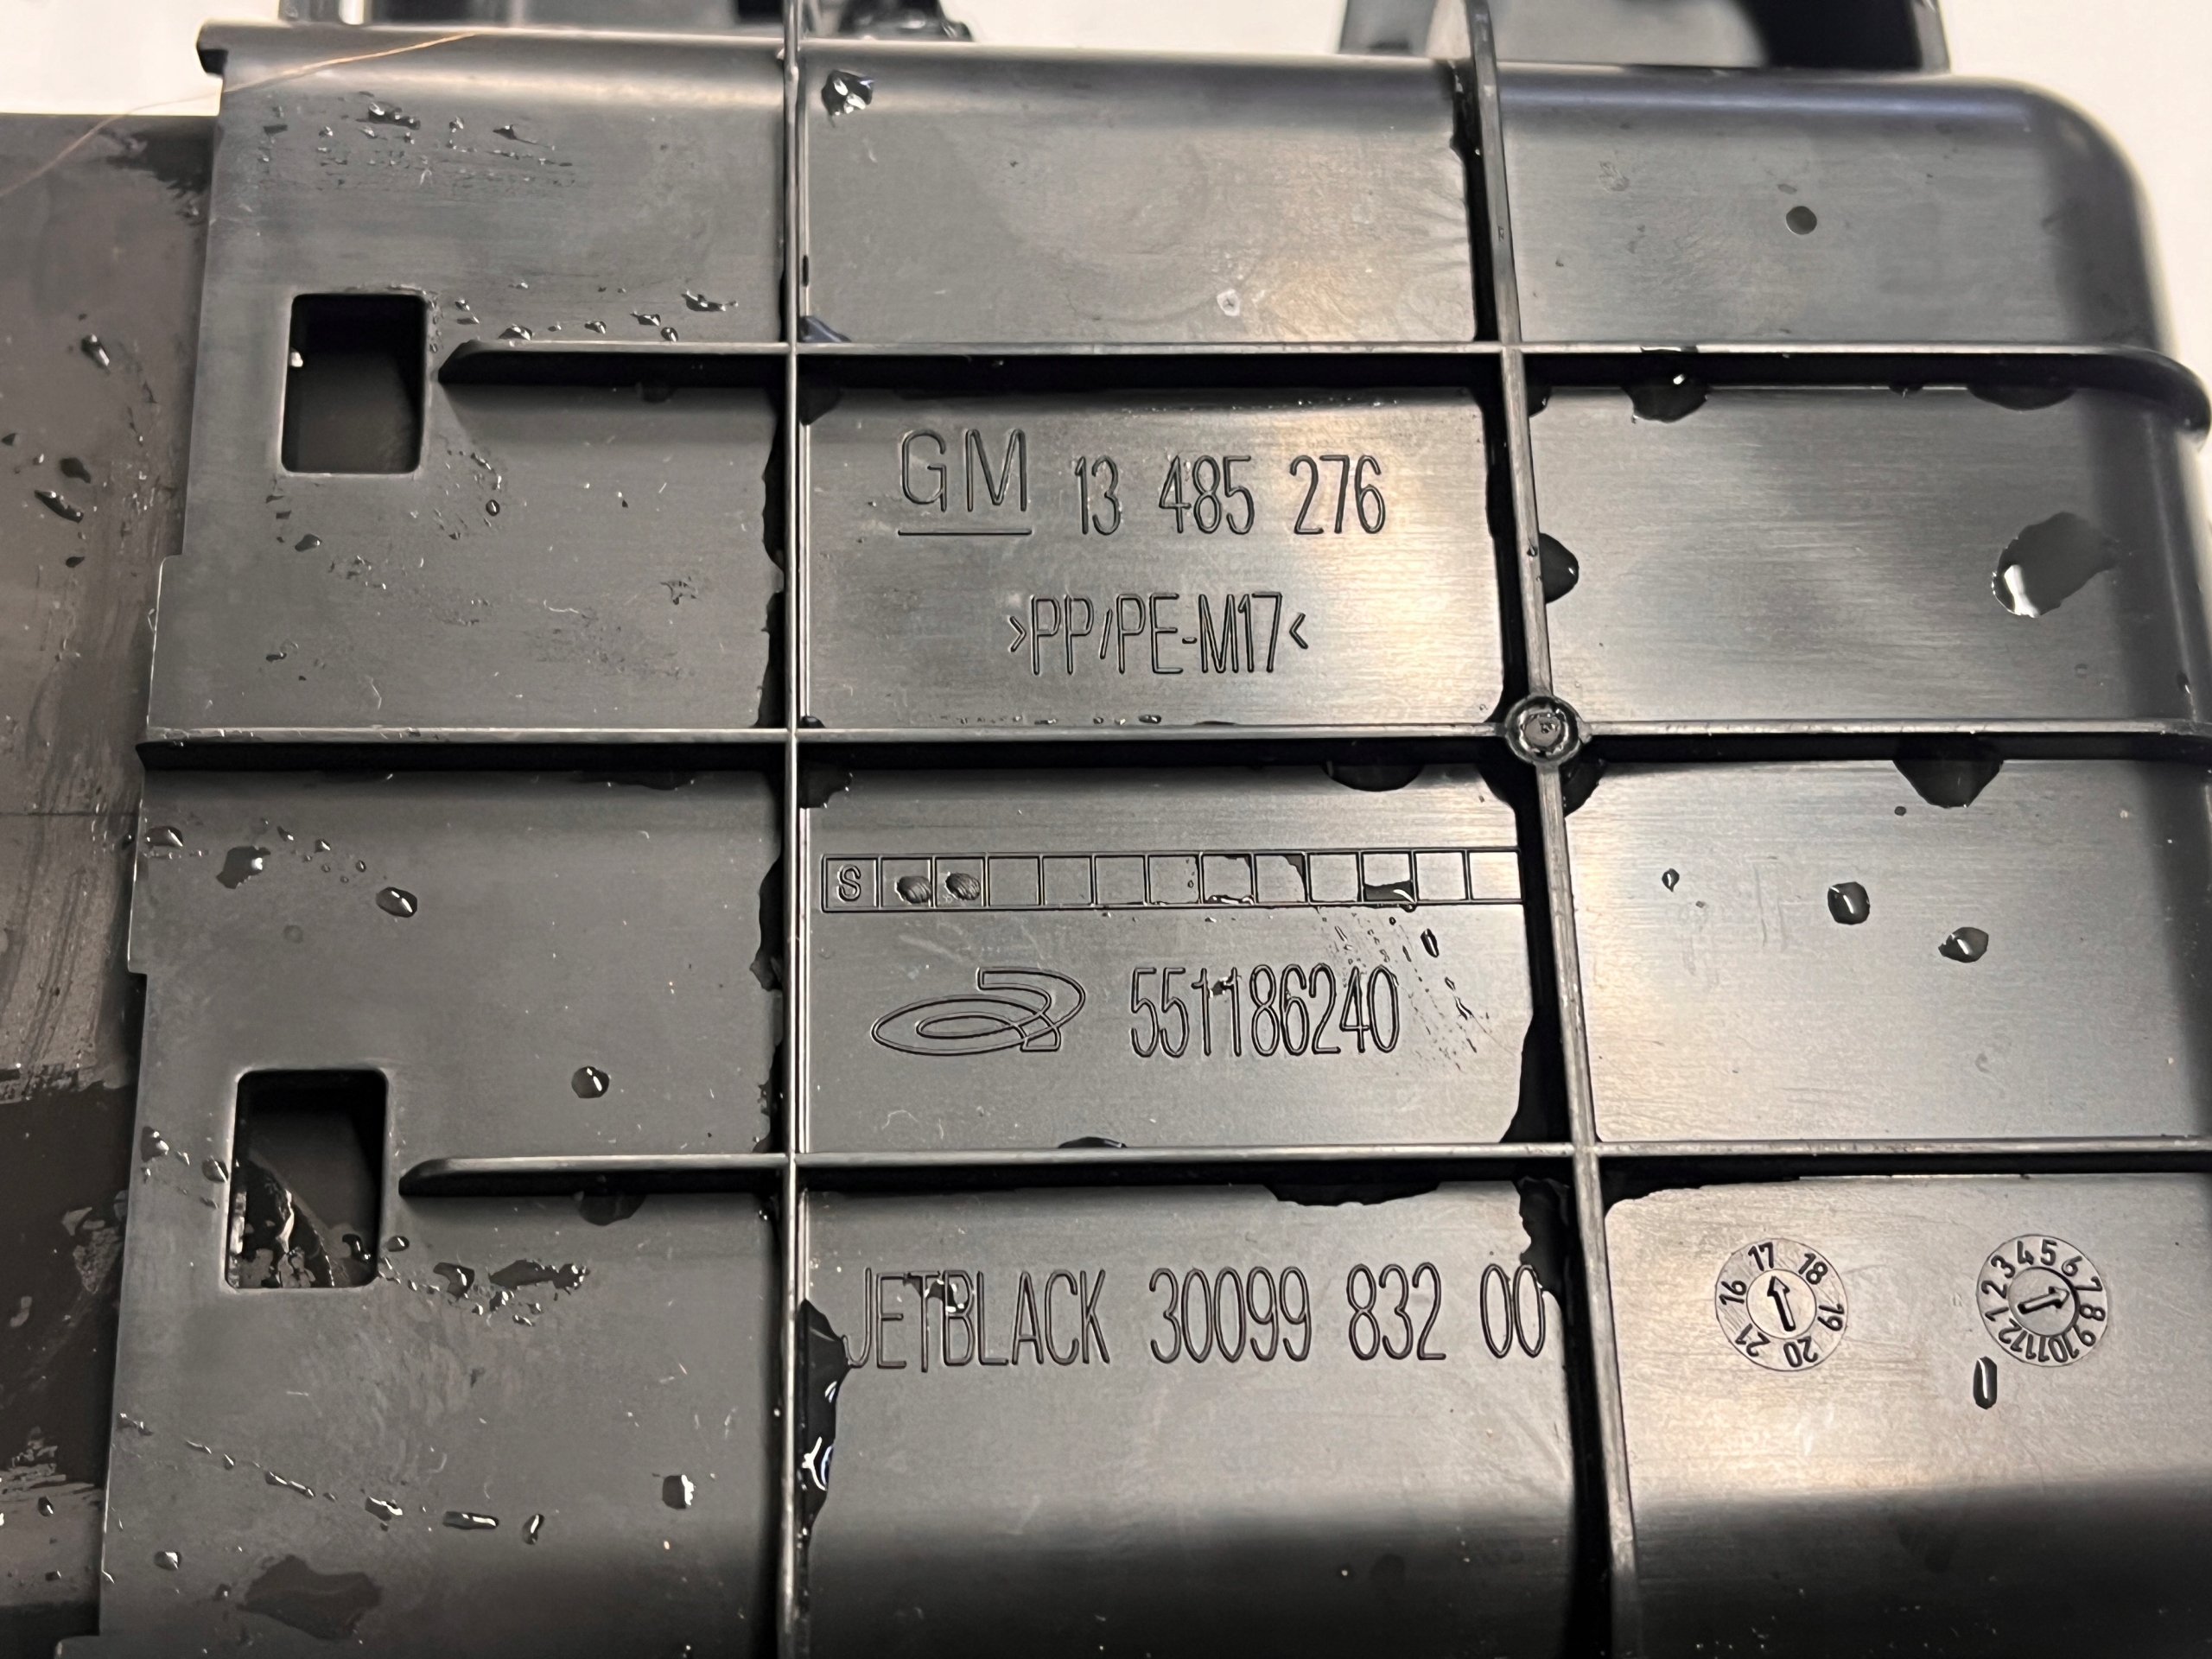 GM 13 485 276
>PP/PE-M17<
S
551186240
JETBLACK 30099 832 00
16 17 18 19 20 21
1 2 3 4 5 6 7 8 9 10 11 12